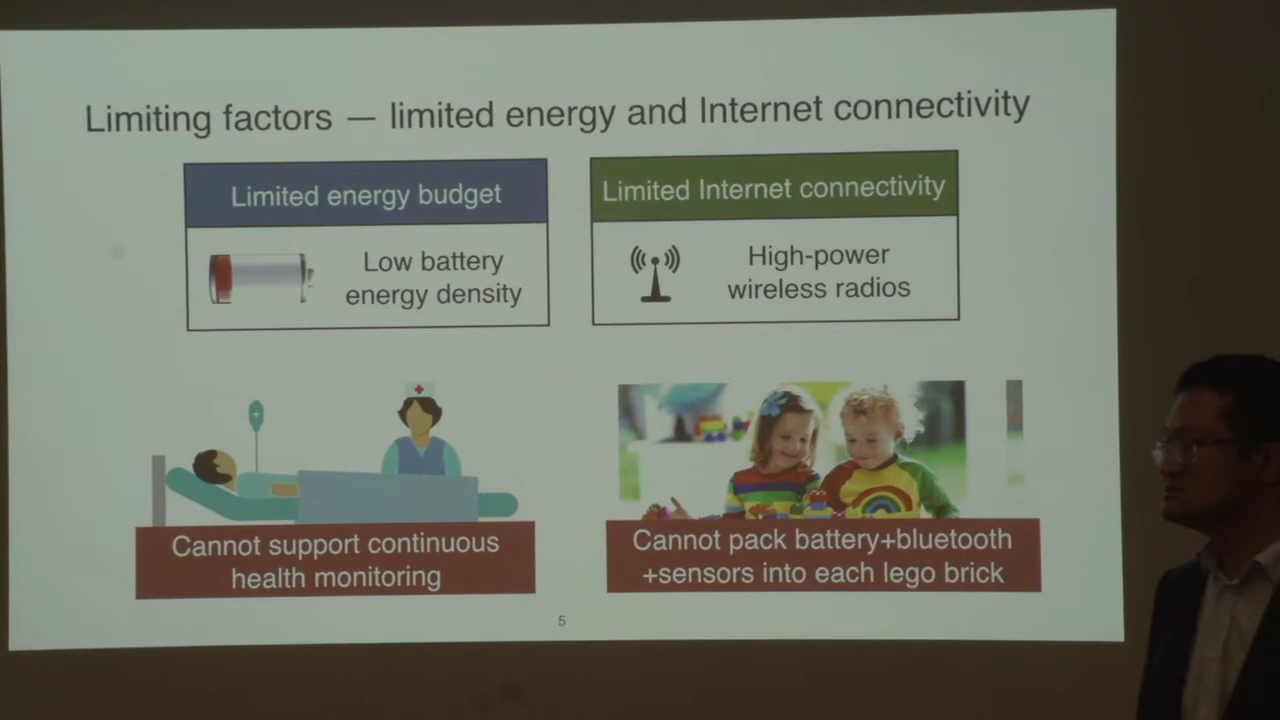 Limiting factors — limited energy and Internet connectivity
Limited energy budget
Low battery
energy density
Limited Internet connectivity
High-power
wireless radios
Cannot support continuous
health monitoring
Cannot pack battery+bluetooth
+sensors into each lego brick
5